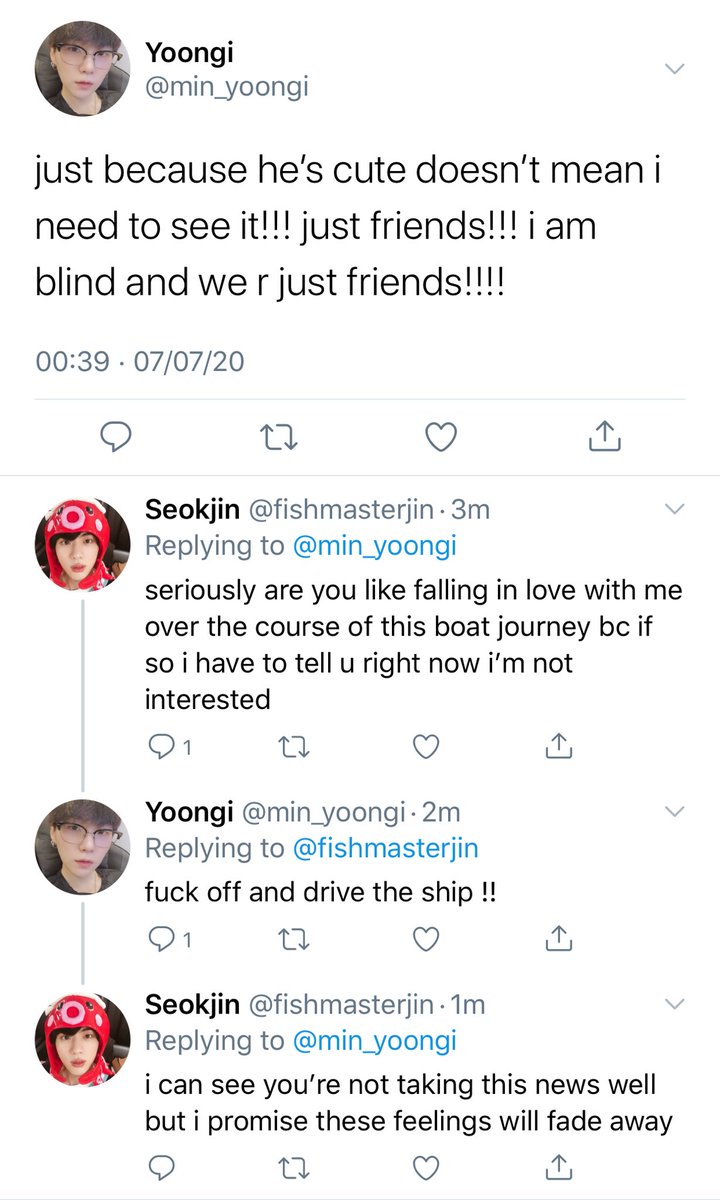 Yoongi
@min_yoongi
just because he’s cute doesn’t mean i
need to see it!!! just friends!!! i am
blind and we r just friends!!!!
00:39 · 07/07/20
Seokjin @fishmasterjin · 3m
Replying to @min_yoongi
seriously are you like falling in love with me
over the course of this boat journey bc if
so i have to tell u right now i’m not
interested
1
Yoongi @min_yoongi · 2m
Replying to @fishmasterjin
fuck off and drive the ship !!
1
Seokjin @fishmasterjin · 1m
Replying to @min_yoongi
i can see you’re not taking this news well
but i promise these feelings will fade away